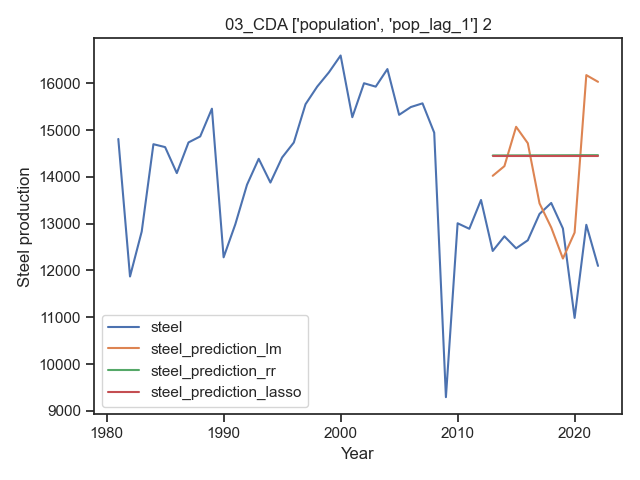 03_CDA ['population', 'pop_lag_1'] 2
Steel production
16000
15000
14000
13000
12000
11000
10000
9000
steel
steel_prediction_lm
steel_prediction_rr
steel_prediction_lasso
1980 1990 2000 2010 2020
Year